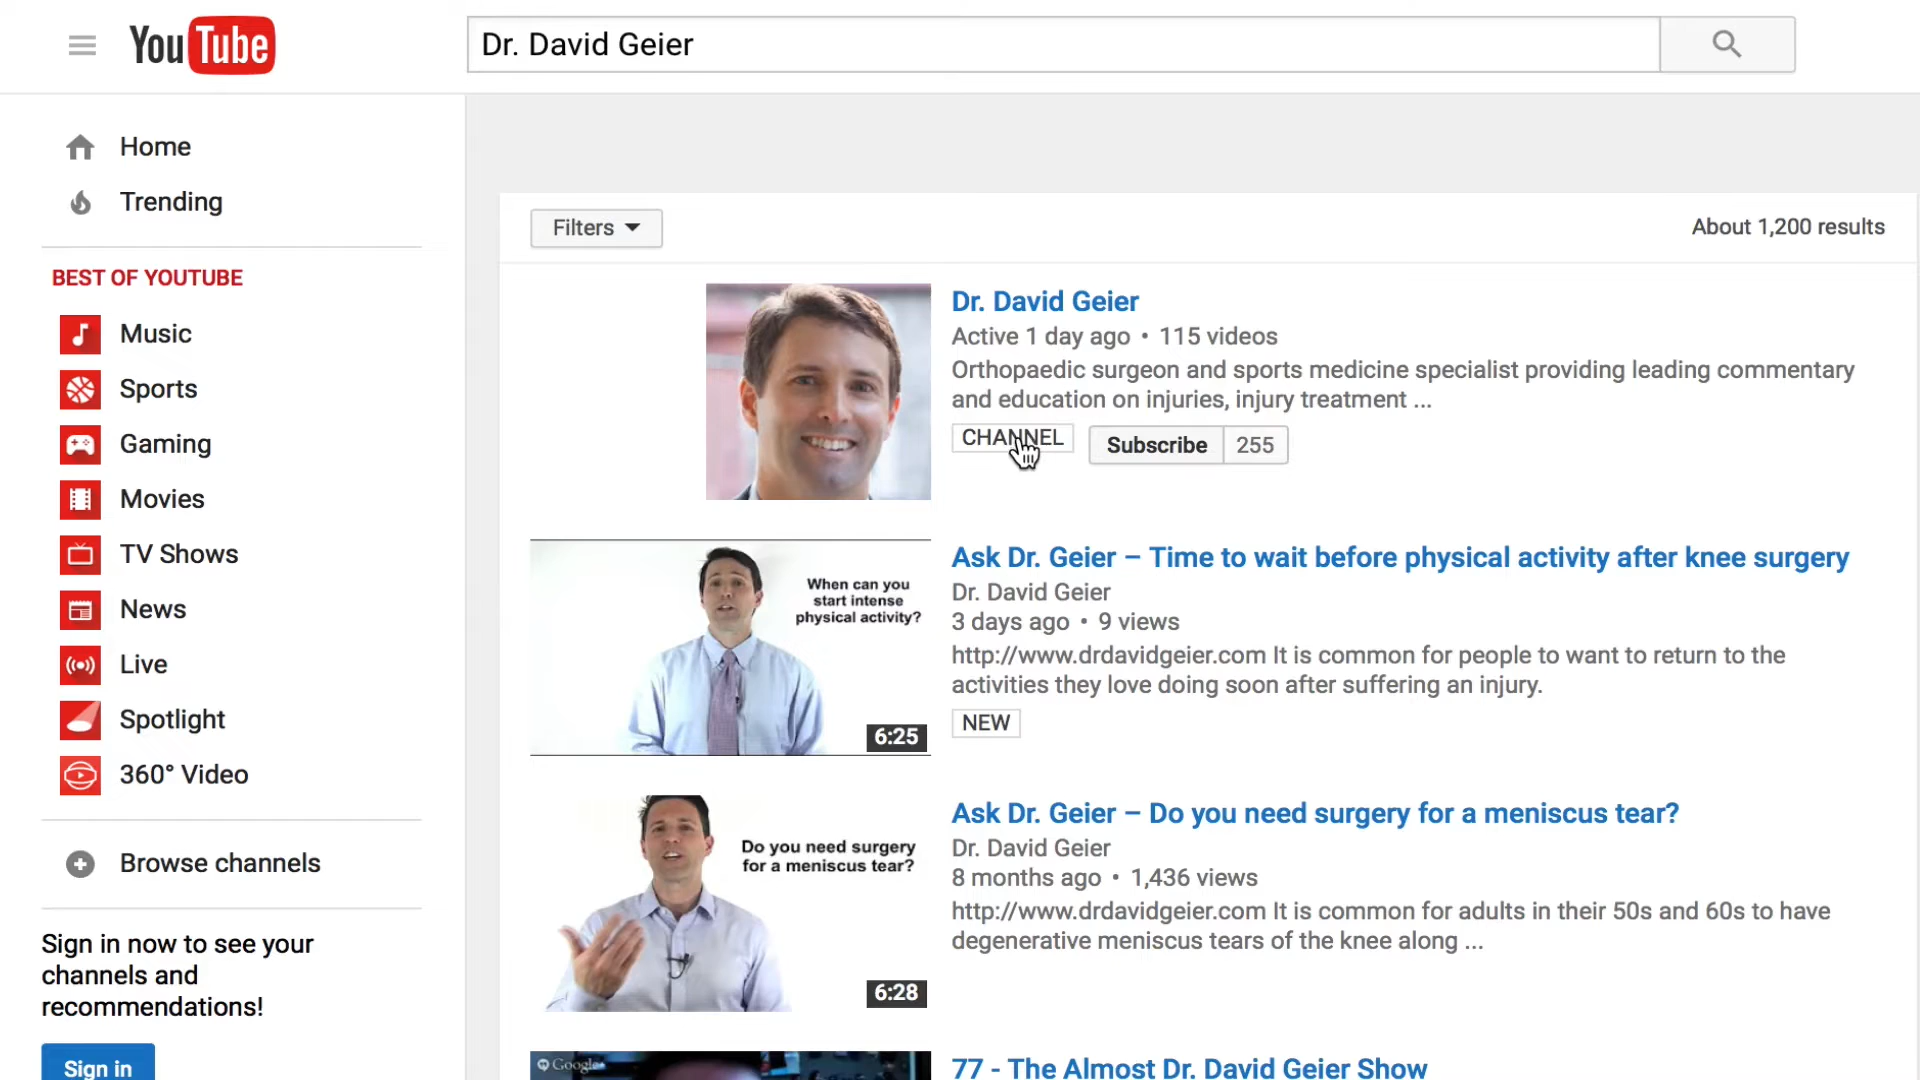 YouTube
Dr. David Geier
Home
Trending
BEST OF YOUTUBE
Music
Sports
Gaming
Movies
TV Shows
News
Live
Spotlight
360° Video
Browse channels
Sign in now to see your
channels and
recommendations!
Sign in
Filters
About 1,200 results
Dr. David Geier
Active 1 day ago • 115 videos
Orthopaedic surgeon and sports medicine specialist providing leading commentary
and education on injuries, injury treatment ...
CHANNEL
Subscribe 255
When can you
start intense
physical activity?
6:25
Ask Dr. Geier – Time to wait before physical activity after knee surgery
Dr. David Geier
3 days ago • 9 views
http://www.drdavidgeier.com It is common for people to want to return to the
activities they love doing soon after suffering an injury.
NEW
Do you need surgery
for a meniscus tear?
6:28
Ask Dr. Geier – Do you need surgery for a meniscus tear?
Dr. David Geier
8 months ago • 1,436 views
http://www.drdavidgeier.com It is common for adults in their 50s and 60s to have
degenerative meniscus tears of the knee along ...
Google+
77 - The Almost Dr. David Geier Show